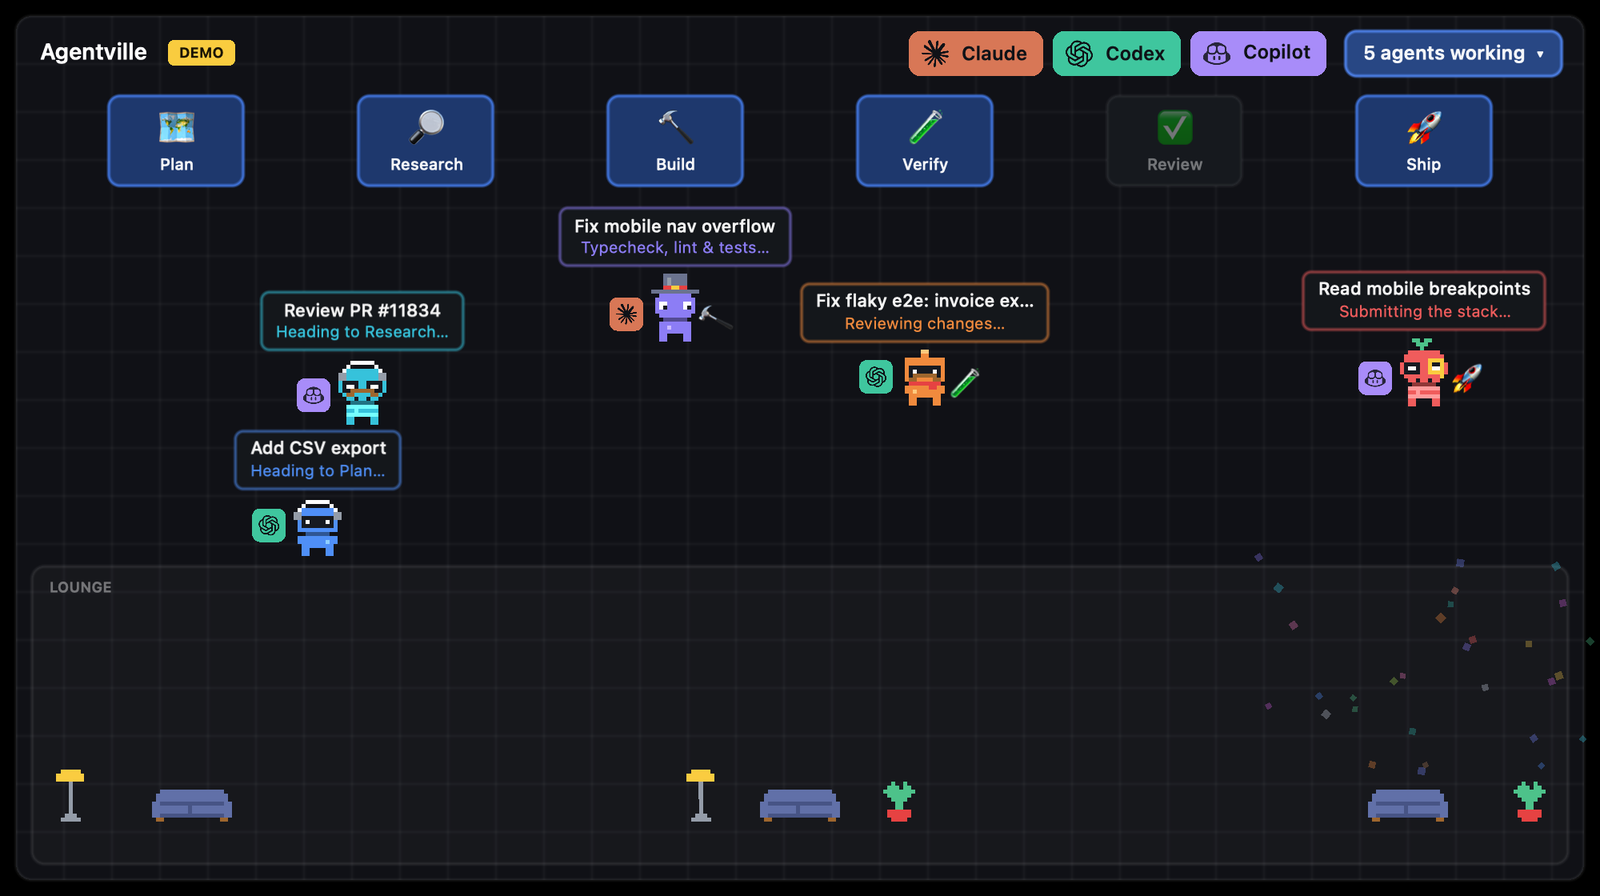 Agentville
DEMO
Claude
Codex
Copilot
5 agents working
Plan
Research
Build
Verify
Review
Ship
Fix mobile nav overflow
Typecheck, lint & tests...
Review PR #11834
Heading to Research...
Fix flaky e2e: invoice ex...
Reviewing changes...
Read mobile breakpoints
Submitting the stack...
Add CSV export
Heading to Plan...
LOUNGE